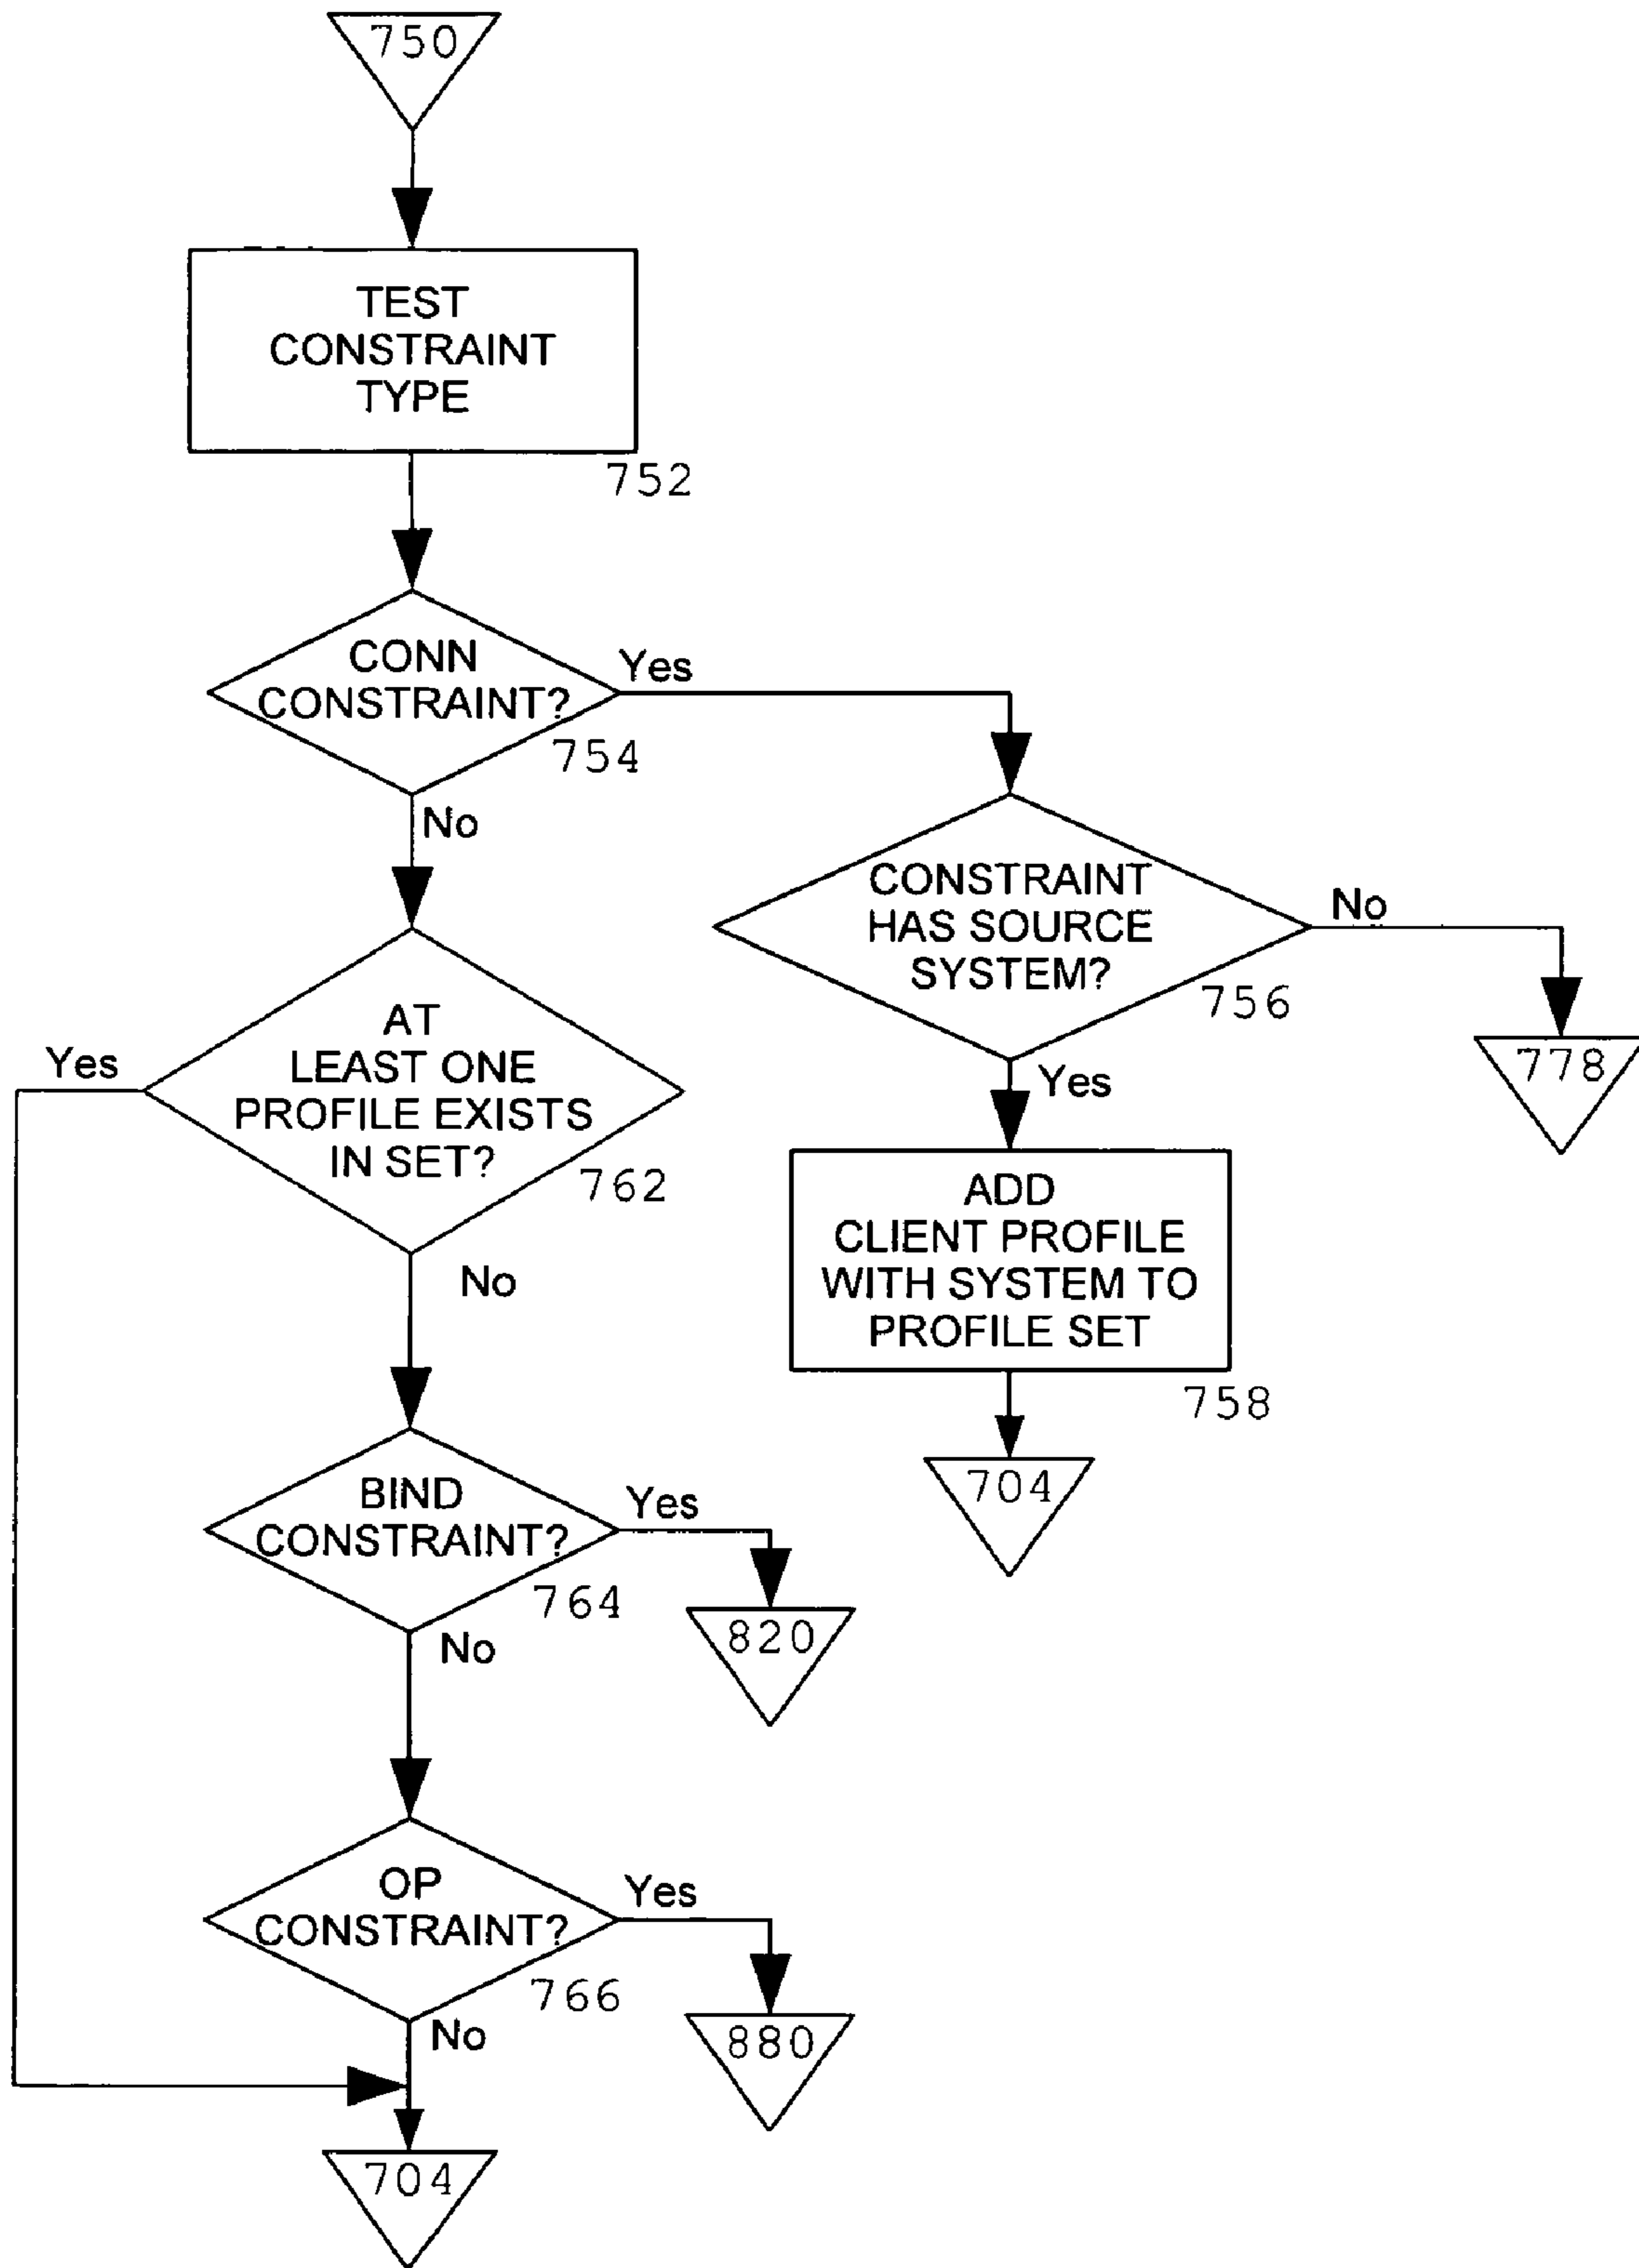 750
TEST
CONSTRAINT
TYPE
752
CONN
CONSTRAINT?
754
Yes
No
CONSTRAINT
HAS SOURCE
SYSTEM?
756
No
778
Yes
ADD
CLIENT PROFILE
WITH SYSTEM TO
PROFILE SET
758
704
AT
LEAST ONE
PROFILE EXISTS
IN SET?
762
Yes
No
BIND
CONSTRAINT?
764
Yes
820
No
OP
CONSTRAINT?
766
Yes
880
No
704